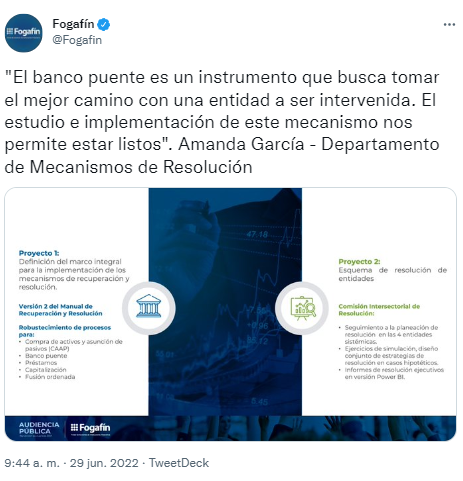 Fogafín
@Fogafin
"El banco puente es un instrumento que busca tomar
el mejor camino con una entidad a ser intervenida. El
estudio e implementación de este mecanismo nos
permite estar listos". Amanda García - Departamento
de Mecanismos de Resolución
Proyecto 1:
Definición del marco integral
para la implementación de los
mecanismos de recuperación y
resolución.
Versión 2 del Manual de
Recuperación y Resolución
Robustecimiento de procesos
para:
• Compra de activos y asunción de
pasivos (CAAP)
• Banco puente
• Préstamos
• Capitalización
• Fusión ordenada
47.18
Proyecto 2:
Esquema de resolución de
entidades
Comisión Intersectorial de
Resolución:
• Seguimiento a la planeación de
resolución en las 4 entidades
sistémicas.
• Ejercicios de simulación, diseño
conjunto de estrategias de
resolución en casos hipotéticos.
• Informes de resolución ejecutivos
en versión Power BI.
AUDIENCIA
PÚBLICA
Fogafín
9:44 a. m. · 29 jun. 2022 · TweetDeck